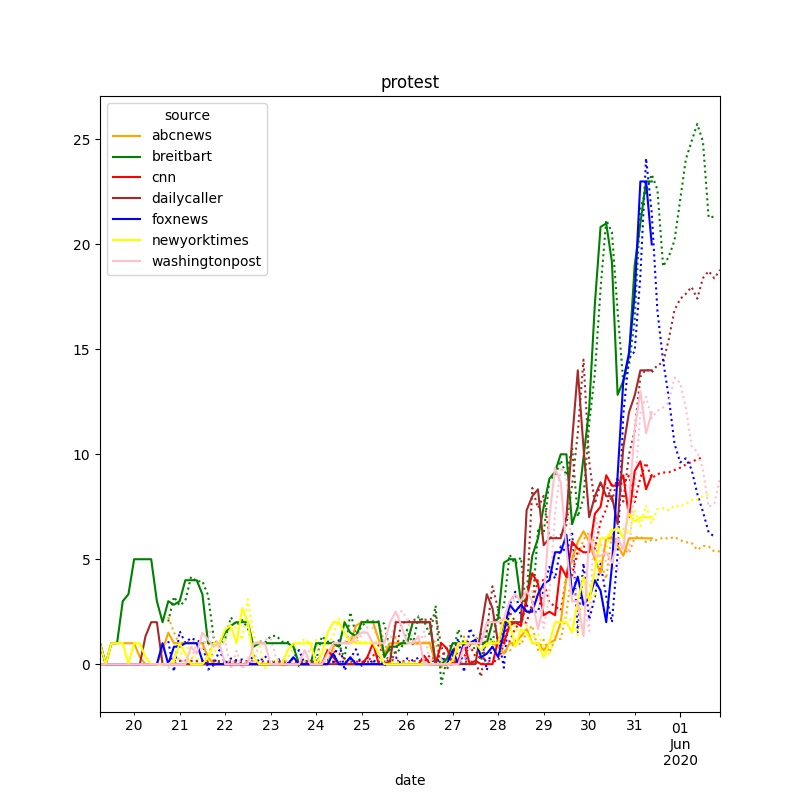 protest
source
abcnews
breitbart
cnn
dailycaller
foxnews
newyorktimes
washingtonpost
25
20
15
10
5
0
20 21 22 23 24 25 26 27 28 29 30 31 01
Jun
2020
date